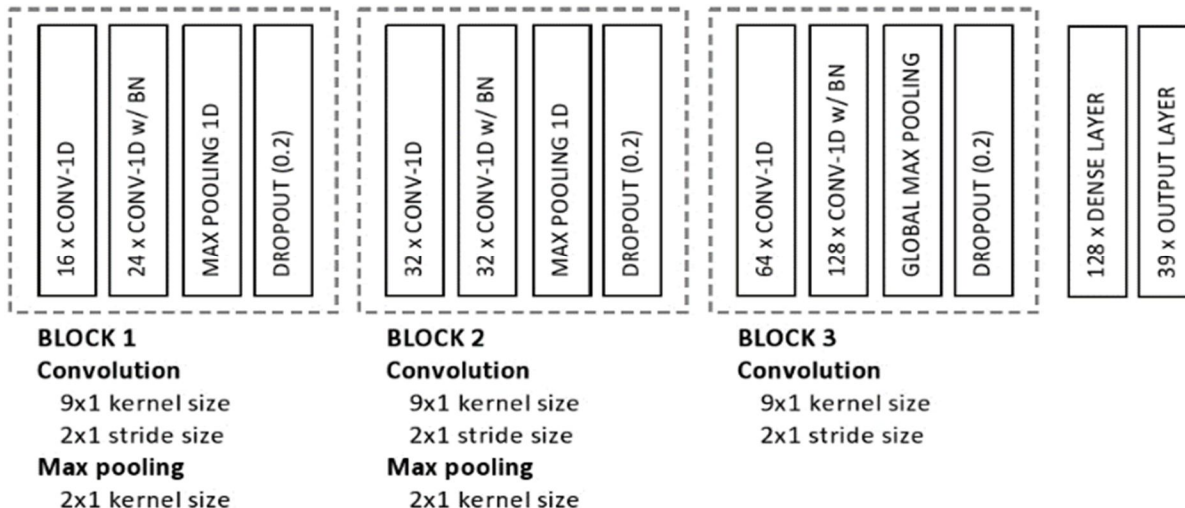 16 x CONV-1D
24 x CONV-1D w/ BN
MAX POOLING 1D
DROPOUT (0.2)
32 x CONV-1D
32 x CONV-1D w/ BN
MAX POOLING 1D
DROPOUT (0.2)
64 x CONV-1D
128 x CONV-1D w/ BN
GLOBAL MAX POOLING
DROPOUT (0.2)
128 x DENSE LAYER
39 x OUTPUT LAYER
BLOCK 1
Convolution
9x1 kernel size
2x1 stride size
Max pooling
2x1 kernel size
BLOCK 2
Convolution
9x1 kernel size
2x1 stride size
Max pooling
2x1 kernel size
BLOCK 3
Convolution
9x1 kernel size
2x1 stride size